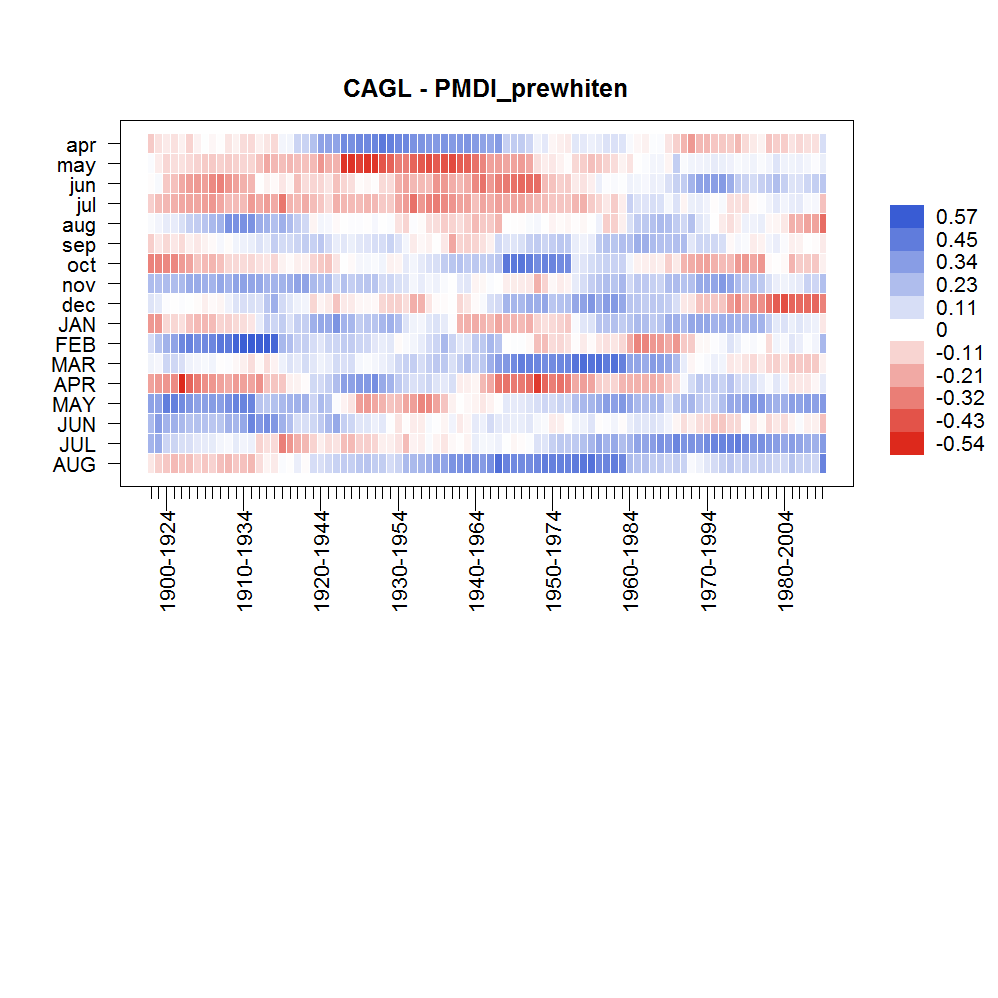 CAGL - PMDI_prewhiten
apr
may
jun
jul
aug
sep
oct
nov
dec
JAN
FEB
MAR
APR
MAY
JUN
JUL
AUG
0.57
0.45
0.34
0.23
0.11
0
-0.11
-0.21
-0.32
-0.43
-0.54
1900-1924
1910-1934
1920-1944
1930-1954
1940-1964
1950-1974
1960-1984
1970-1994
1980-2004